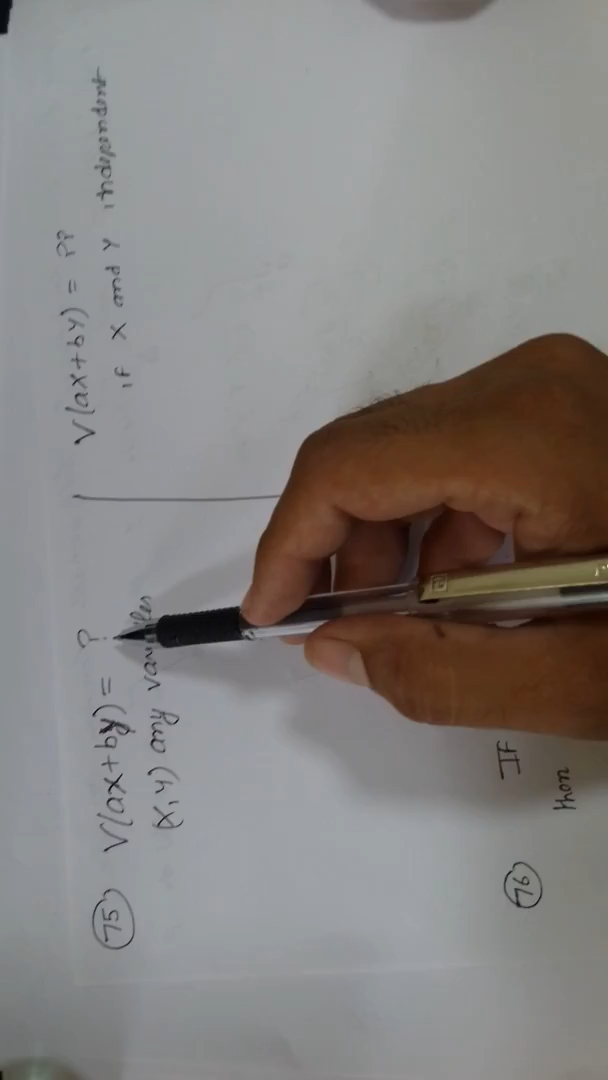 75) V(ax+by) = ?
(x,y) any variables
V(ax+by) = ??
if x and y independent
76) If
then